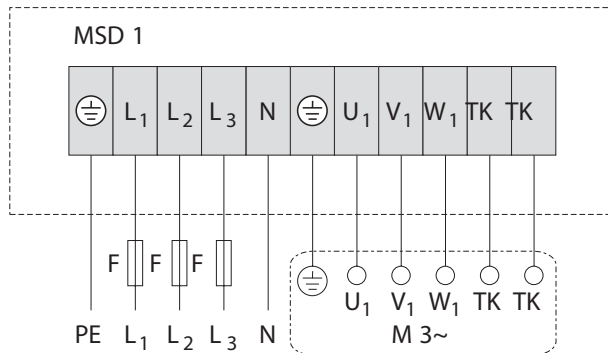 MSD 1
L1 L2 L3 N U1 V1 W1 TK TK
F F F
U1 V1 W1 TK TK
PE L1 L2 L3 N M 3~